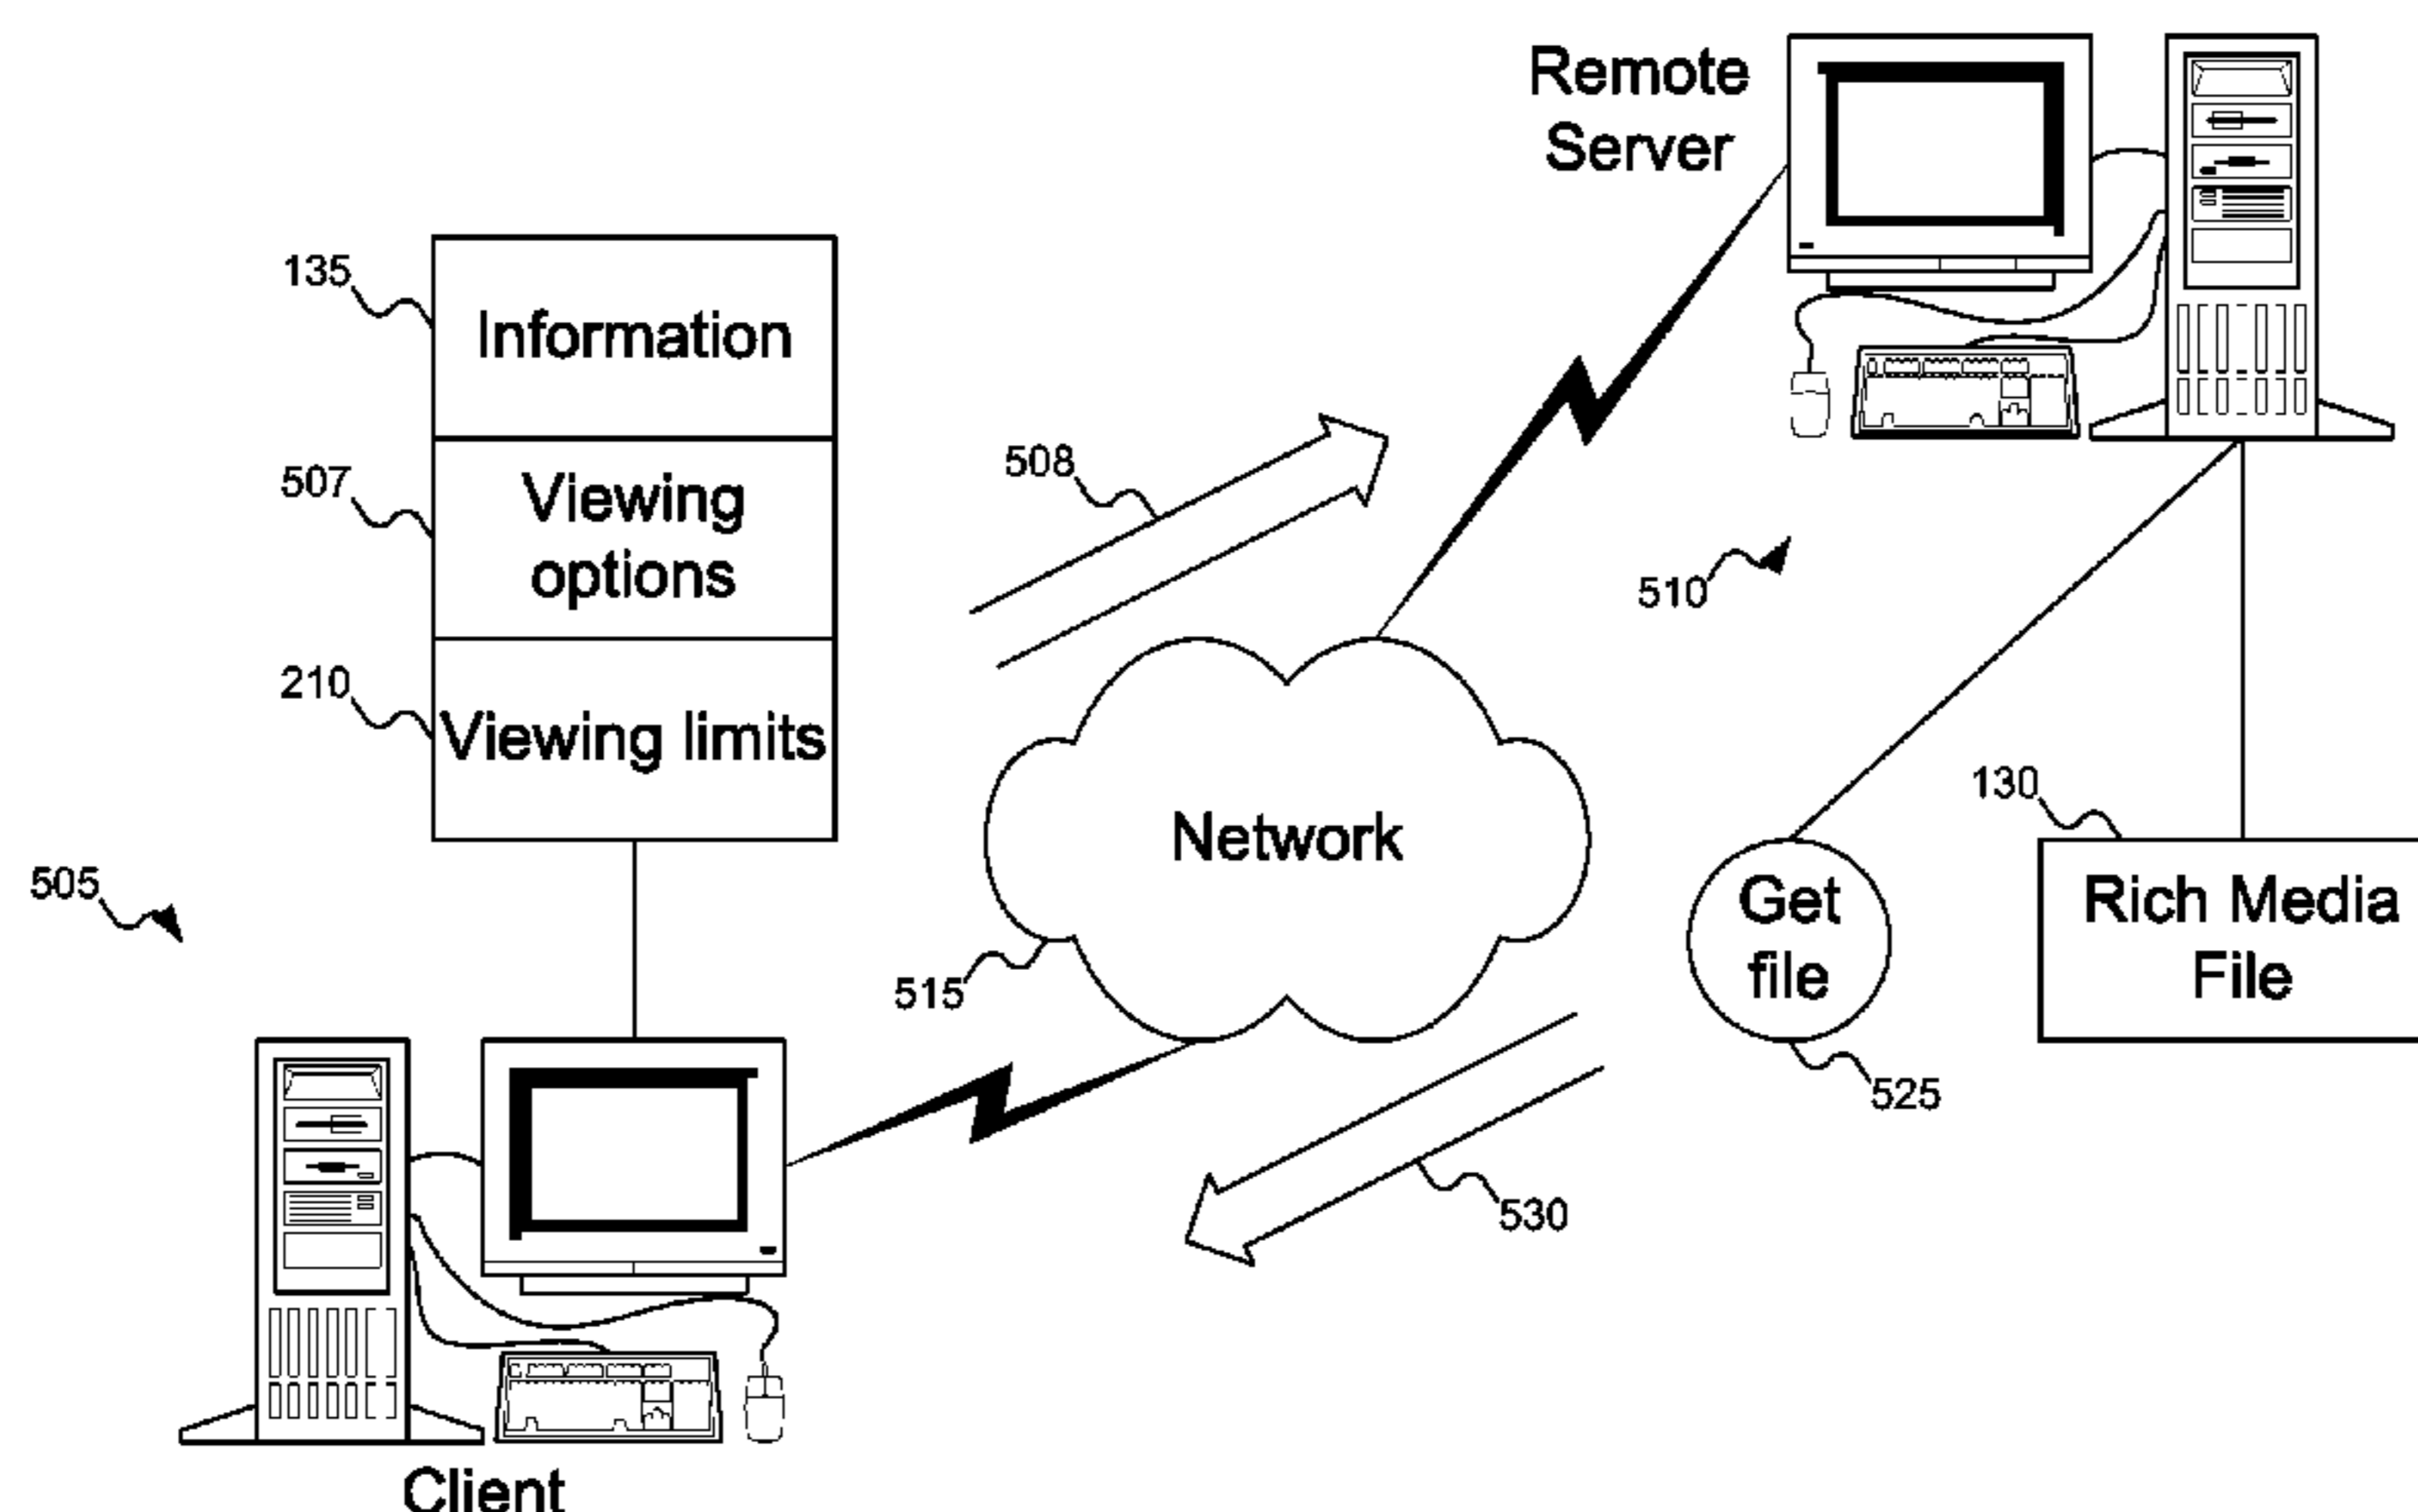 Remote
Server
135
Information
508
507
Viewing
options
510
210
Viewing limits
130
Network
505
Get
file
Rich Media
File
515
525
530
Client